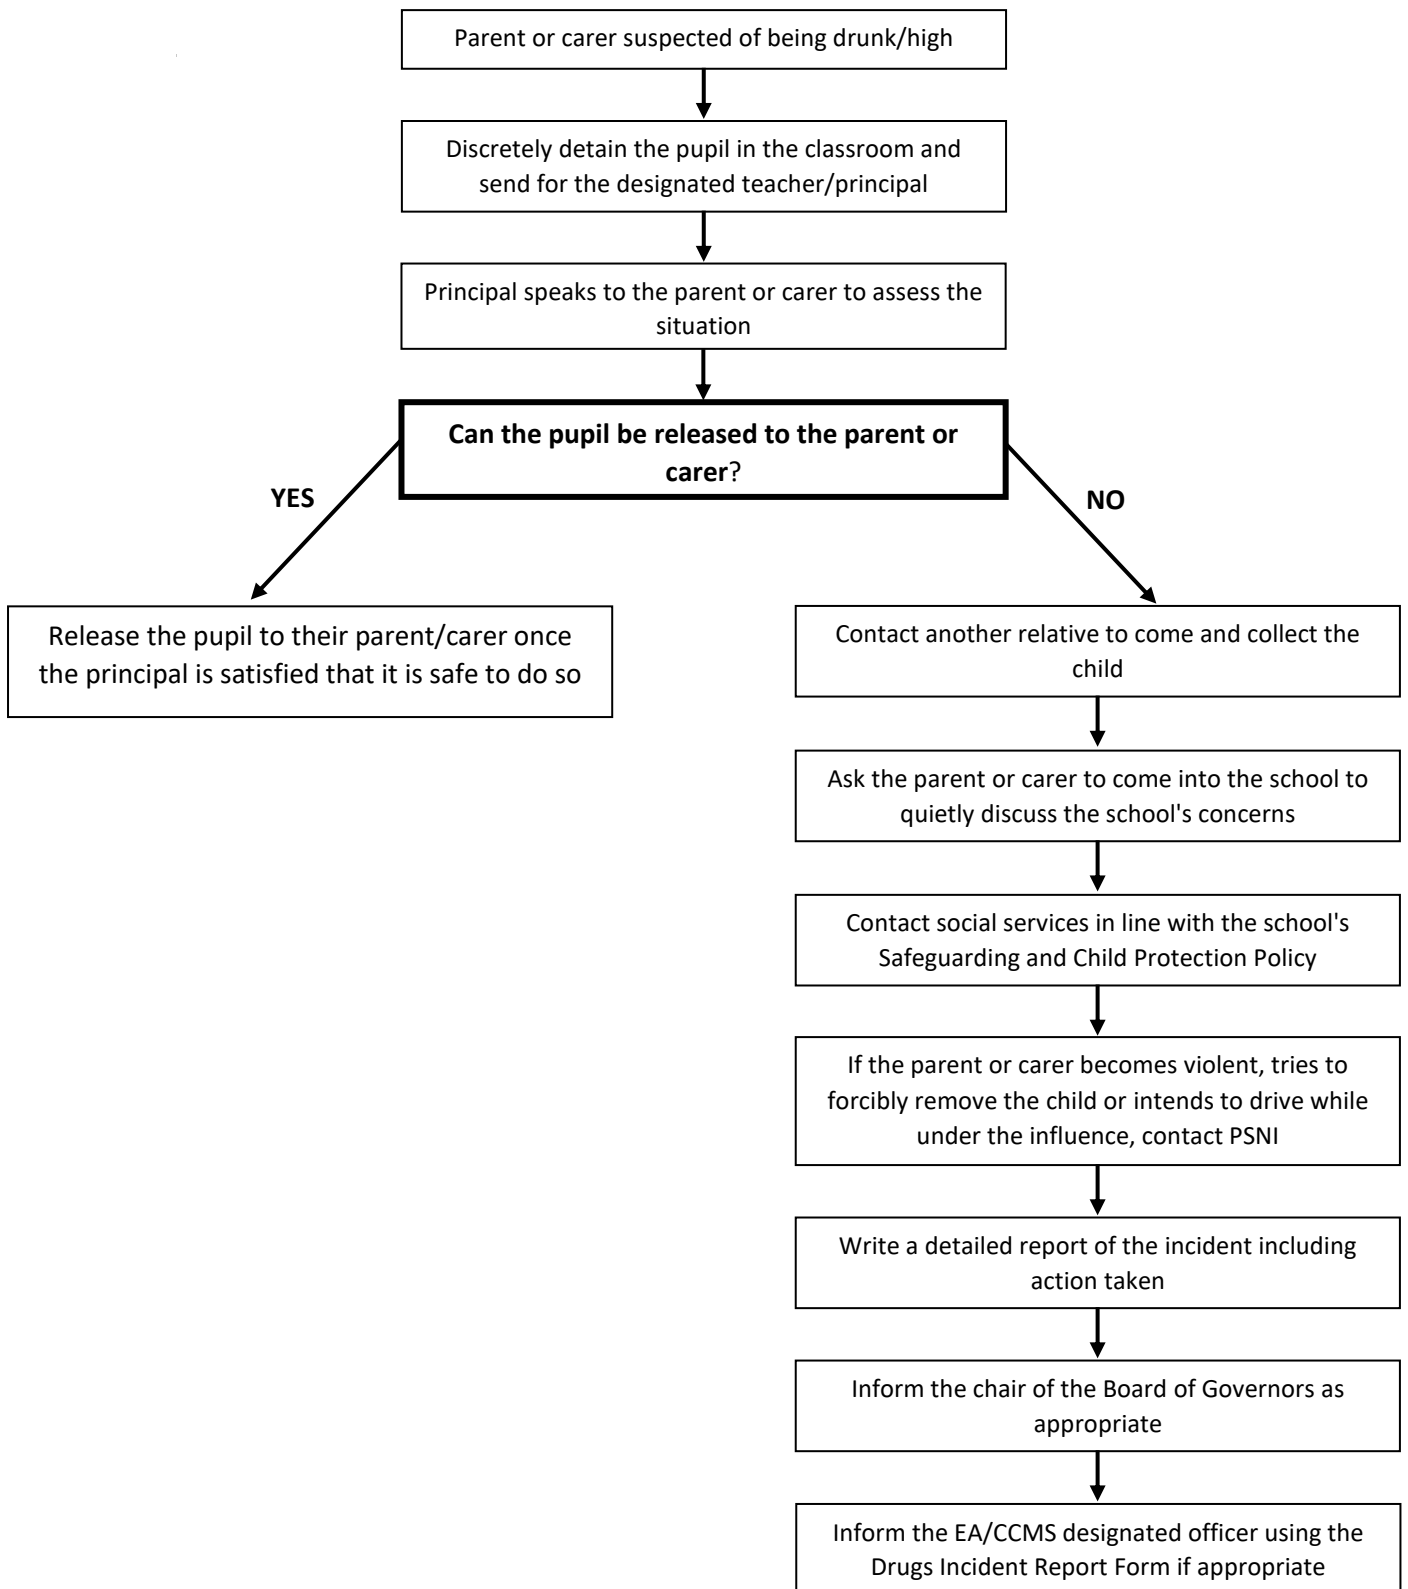 Parent or carer suspected of being drunk/high
Discretely detain the pupil in the classroom and
send for the designated teacher/principal
Principal speaks to the parent or carer to assess the
situation
Can the pupil be released to the parent or
carer?
YES
NO
Release the pupil to their parent/carer once
the principal is satisfied that it is safe to do so
Contact another relative to come and collect the
child
Ask the parent or carer to come into the school to
quietly discuss the school's concerns
Contact social services in line with the school's
Safeguarding and Child Protection Policy
If the parent or carer becomes violent, tries to
forcibly remove the child or intends to drive while
under the influence, contact PSNI
Write a detailed report of the incident including
action taken
Inform the chair of the Board of Governors as
appropriate
Inform the EA/CCMS designated officer using the
Drugs Incident Report Form if appropriate